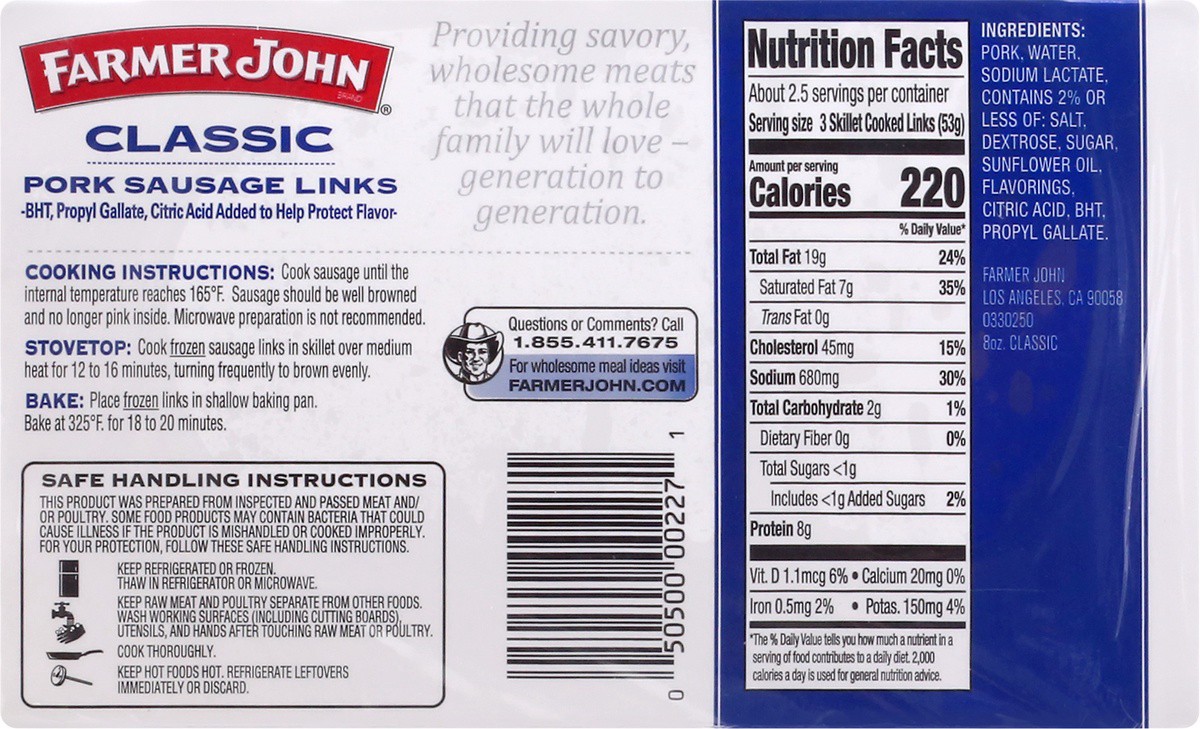 FARMER JOHN
BRAND
®
CLASSIC
PORK SAUSAGE LINKS
-BHT, Propyl Gallate, Citric Acid Added to Help Protect Flavor-
Providing savory,
wholesome meats
that the whole
family will love –
generation to
generation.
COOKING INSTRUCTIONS: Cook sausage until the
internal temperature reaches 165°F. Sausage should be well browned
and no longer pink inside. Microwave preparation is not recommended.
STOVETOP: Cook frozen sausage links in skillet over medium
heat for 12 to 16 minutes, turning frequently to brown evenly.
BAKE: Place frozen links in shallow baking pan.
Bake at 325°F. for 18 to 20 minutes.
Questions or Comments? Call
1.855.411.7675
For wholesome meal ideas visit
FARMERJOHN.COM
SAFE HANDLING INSTRUCTIONS
THIS PRODUCT WAS PREPARED FROM INSPECTED AND PASSED MEAT AND/
OR POULTRY. SOME FOOD PRODUCTS MAY CONTAIN BACTERIA THAT COULD
CAUSE ILLNESS IF THE PRODUCT IS MISHANDLED OR COOKED IMPROPERLY.
FOR YOUR PROTECTION, FOLLOW THESE SAFE HANDLING INSTRUCTIONS.
KEEP REFRIGERATED OR FROZEN.
THAW IN REFRIGERATOR OR MICROWAVE.
KEEP RAW MEAT AND POULTRY SEPARATE FROM OTHER FOODS.
WASH WORKING SURFACES (INCLUDING CUTTING BOARDS),
UTENSILS, AND HANDS AFTER TOUCHING RAW MEAT OR POULTRY.
COOK THOROUGHLY.
KEEP HOT FOODS HOT. REFRIGERATE LEFTOVERS
IMMEDIATELY OR DISCARD.
0 50500 00227 1
Nutrition Facts
About 2.5 servings per container
Serving size 3 Skillet Cooked Links (53g)
Amount per serving
Calories 220
% Daily Value*
Total Fat 19g 24%
Saturated Fat 7g 35%
Trans Fat 0g
Cholesterol 45mg 15%
Sodium 680mg 30%
Total Carbohydrate 2g 1%
Dietary Fiber 0g 0%
Total Sugars <1g
Includes <1g Added Sugars 2%
Protein 8g
Vit. D 1.1mcg 6% • Calcium 20mg 0%
Iron 0.5mg 2% • Potas. 150mg 4%
*The % Daily Value tells you how much a nutrient in a
serving of food contributes to a daily diet. 2,000
calories a day is used for general nutrition advice.
INGREDIENTS:
PORK, WATER,
SODIUM LACTATE,
CONTAINS 2% OR
LESS OF: SALT,
DEXTROSE, SUGAR,
SUNFLOWER OIL,
FLAVORINGS,
CITRIC ACID, BHT,
PROPYL GALLATE.
FARMER JOHN
LOS ANGELES, CA 90058
0330250
8oz. CLASSIC